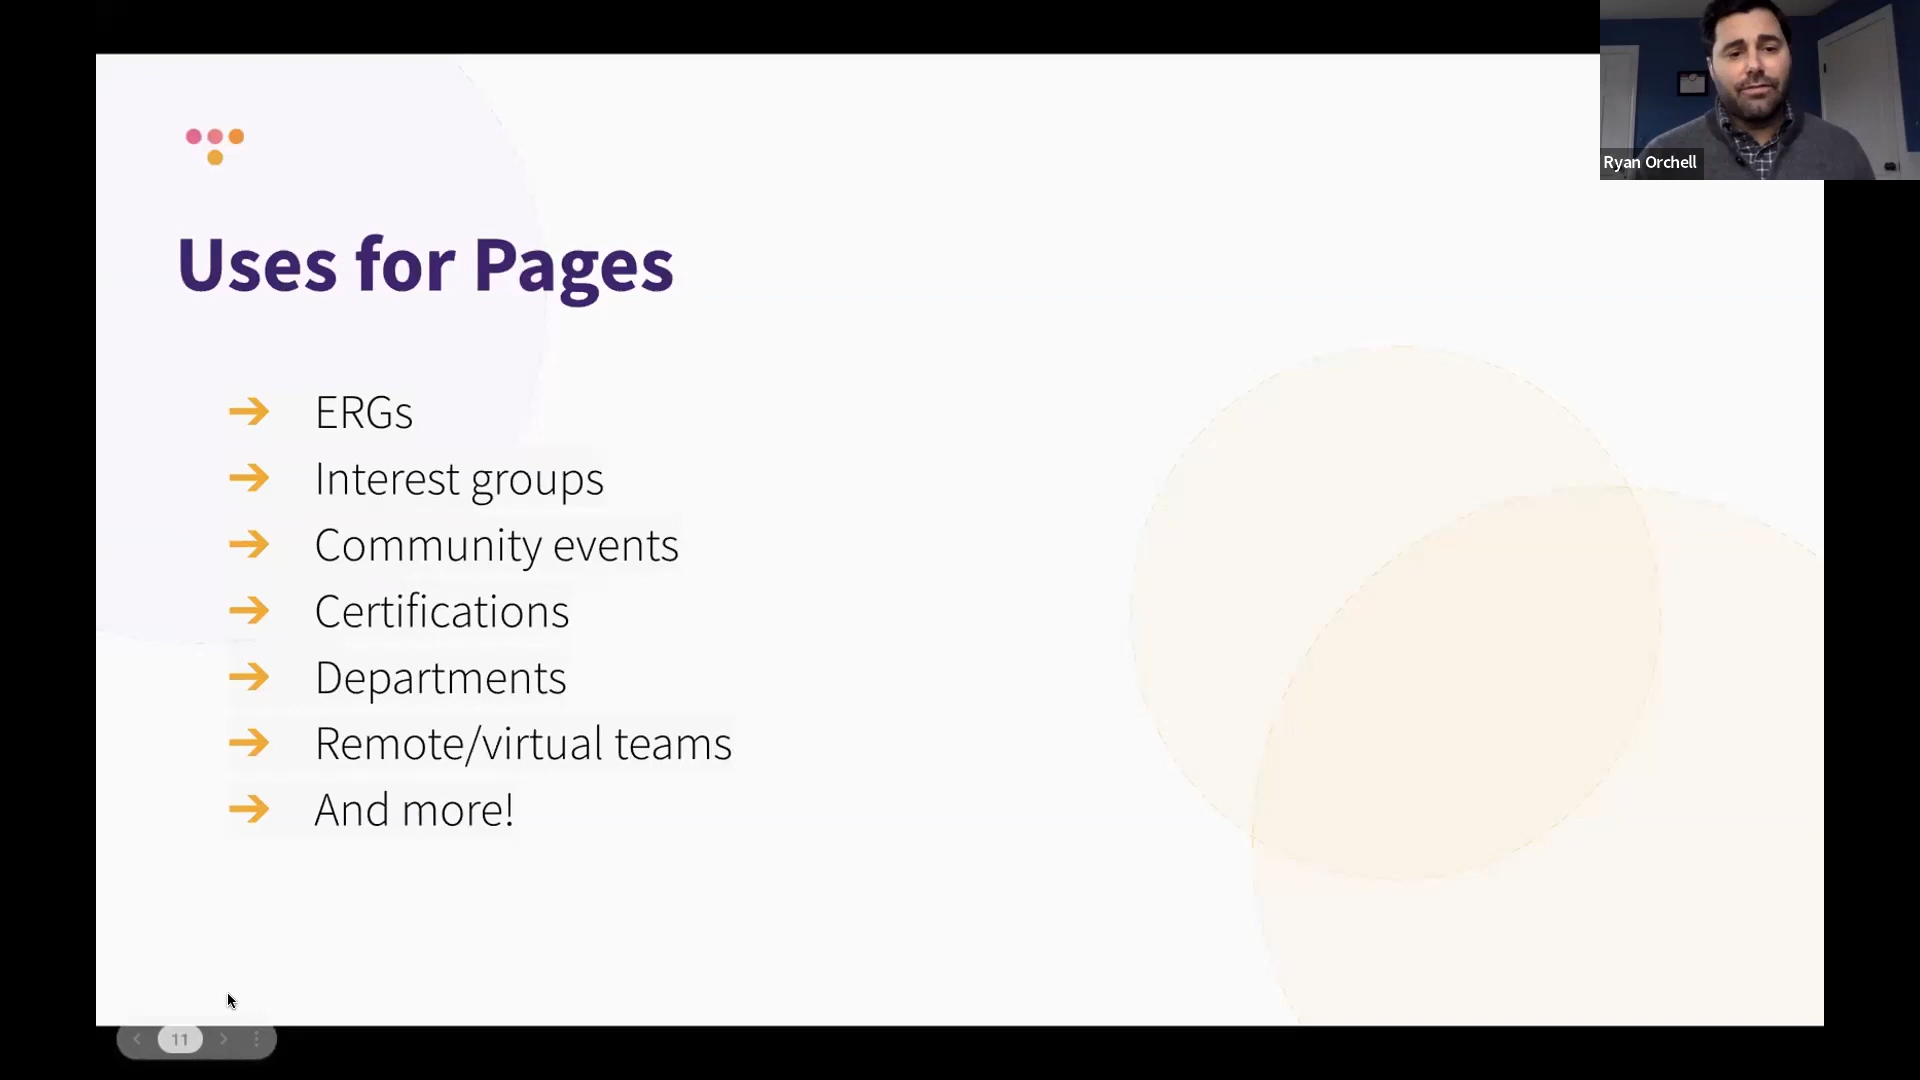 Ryan Orchell
Uses for Pages
ERGs
Interest groups
Community events
Certifications
Departments
Remote/virtual teams
And more!
11